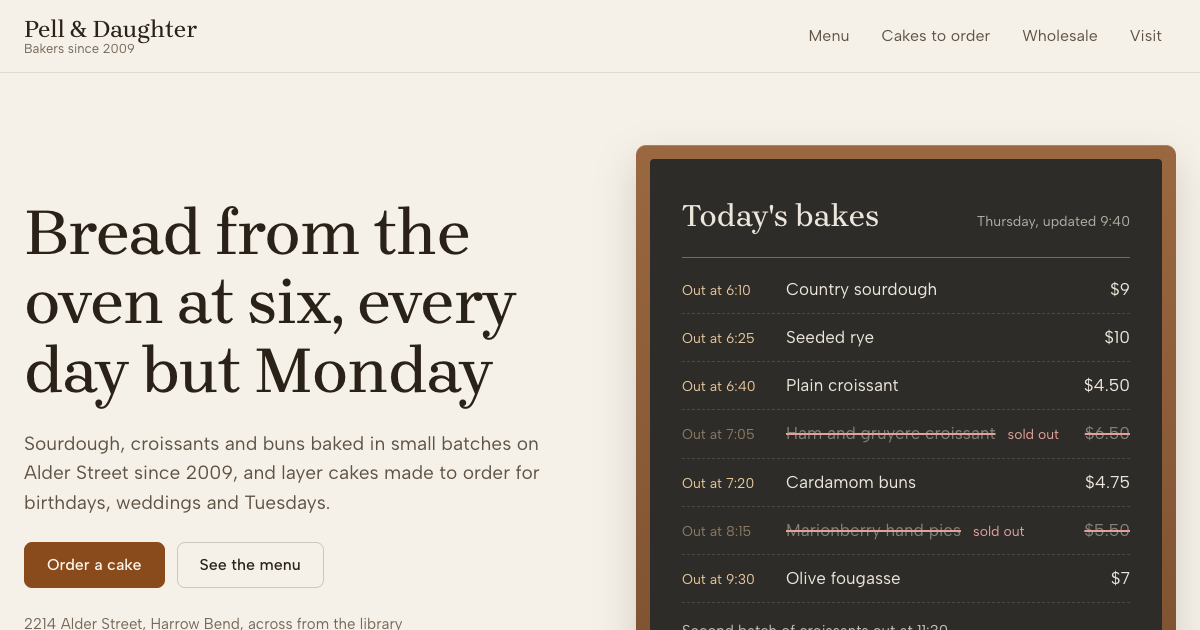 Pell & Daughter
Bakers since 2009
Menu Cakes to order Wholesale Visit
Bread from the
oven at six, every
day but Monday
Sourdough, croissants and buns baked in small batches on
Alder Street since 2009, and layer cakes made to order for
birthdays, weddings and Tuesdays.
Order a cake See the menu
2214 Alder Street, Harrow Bend, across from the library
Today's bakes Thursday, updated 9:40
Out at 6:10 Country sourdough $9
Out at 6:25 Seeded rye $10
Out at 6:40 Plain croissant $4.50
Out at 7:05 Ham and gruyere croissant sold out $6.50
Out at 7:20 Cardamom buns $4.75
Out at 8:15 Marionberry hand pies sold out $5.50
Out at 9:30 Olive fougasse $7
Second batch of croissants out at 11:30